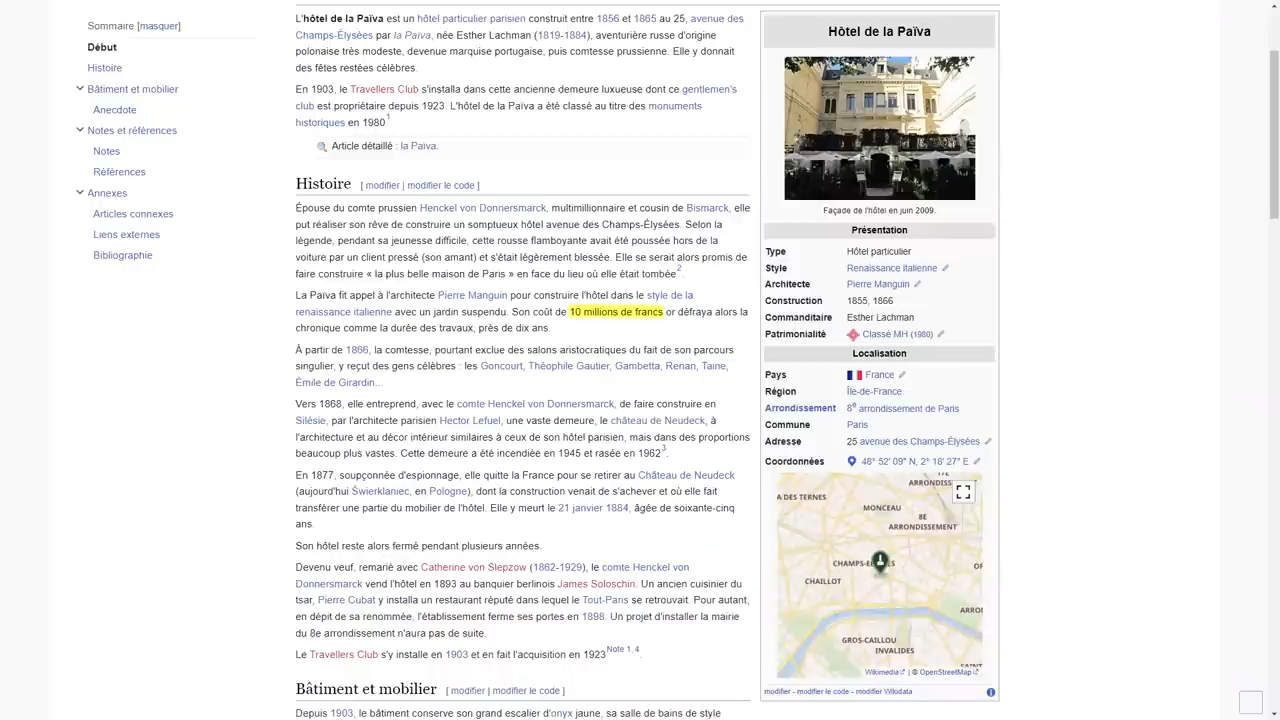 Sommaire [masquer]
Début
Histoire
Bâtiment et mobilier
Anecdote
Notes et références
Notes
Références
Annexes
Articles connexes
Liens externes
Bibliographie
L'hôtel de la Païva est un hôtel particulier parisien construit entre 1856 et 1865 au 25, avenue des
Champs-Élysées par la Païva, née Esther Lachman (1819-1884), aventurière russe d'origine
polonaise très modeste, devenue marquise portugaise, puis comtesse prussienne. Elle y donnait
des fêtes restées célèbres.
En 1903, le Travellers Club s'installa dans cette ancienne demeure luxueuse dont ce gentlemen's
club est propriétaire depuis 1923. L'hôtel de la Païva a été classé au titre des monuments
historiques en 1980 1
Article détaillé : la Païva.
Histoire [ modifier | modifier le code ]
Épouse du comte prussien Henckel von Donnersmarck, multimillionnaire et cousin de Bismarck, elle
put réaliser son rêve de construire un somptueux hôtel avenue des Champs-Élysées. Selon la
légende, pendant sa jeunesse difficile, cette rousse flamboyante avait été poussée hors de la
voiture par un client pressé (son amant) et s'était légèrement blessée. Elle se serait alors promis de
faire construire « la plus belle maison de Paris » en face du lieu où elle était tombée 2.
La Païva fit appel à l'architecte Pierre Manguin pour construire l'hôtel dans le style de la
renaissance italienne avec un jardin suspendu. Son coût de 10 millions de francs or défraya alors la
chronique comme la durée des travaux, près de dix ans.
À partir de 1866, la comtesse, pourtant exclue des salons aristocratiques du fait de son parcours
singulier, y reçut des gens célèbres : les Goncourt, Théophile Gautier, Gambetta, Renan, Taine,
Émile de Girardin...
Vers 1868, elle entreprend, avec le comte Henckel von Donnersmarck, de faire construire en
Silésie, par l'architecte parisien Hector Lefuel, une vaste demeure, le château de Neudeck, à
l'architecture et au décor intérieur similaires à ceux de son hôtel parisien, mais dans des proportions
beaucoup plus vastes. Cette demeure a été incendiée en 1945 et rasée en 1962 3.
En 1877, soupçonnée d'espionnage, elle quitte la France pour se retirer au Château de Neudeck
(aujourd'hui Świerklaniec, en Pologne), dont la construction venait de s'achever et où elle fait
transférer une partie du mobilier de l'hôtel. Elle y meurt le 21 janvier 1884, âgée de soixante-cinq
ans.
Son hôtel reste alors fermé pendant plusieurs années.
Devenu veuf, remarié avec Catherine von Slepzow (1862-1929), le comte Henckel von
Donnersmarck vend l'hôtel en 1893 au banquier berlinois James Soloschin. Un ancien cuisinier du
tsar, Pierre Cubat y installa un restaurant réputé dans lequel le Tout-Paris se retrouvait. Pour autant,
en dépit de sa renommée, l'établissement ferme ses portes en 1898. Un projet d'installer la mairie
du 8e arrondissement n'aura pas de suite.
Le Travellers Club s'y installe en 1903 et en fait l'acquisition en 1923 Note 1, 4.
Bâtiment et mobilier [ modifier | modifier le code ]
Depuis 1903, le bâtiment conserve son grand escalier d'onyx jaune, sa salle de bains de style
Hôtel de la Païva
Façade de l'hôtel en juin 2009.
Présentation
Type Hôtel particulier
Style Renaissance italienne
Architecte Pierre Manguin
Construction 1855, 1866
Commanditaire Esther Lachman
Patrimonialité Classé MH (1980)
Localisation
Pays France
Région Île-de-France
Arrondissement 8e arrondissement de Paris
Commune Paris
Adresse 25 avenue des Champs-Élysées
Coordonnées 48° 52′ 09″ N, 2° 18′ 27″ E
ARRONDISS
A DES TERNES
MONCEAU
8E
ARRONDISSEMENT
CHAMPS-É
CHAILLOT
ARRO
GROS-CAILLOU
INVALIDES
Wikimedia | © OpenStreetMap
modifier - modifier le code - modifier Wikidata